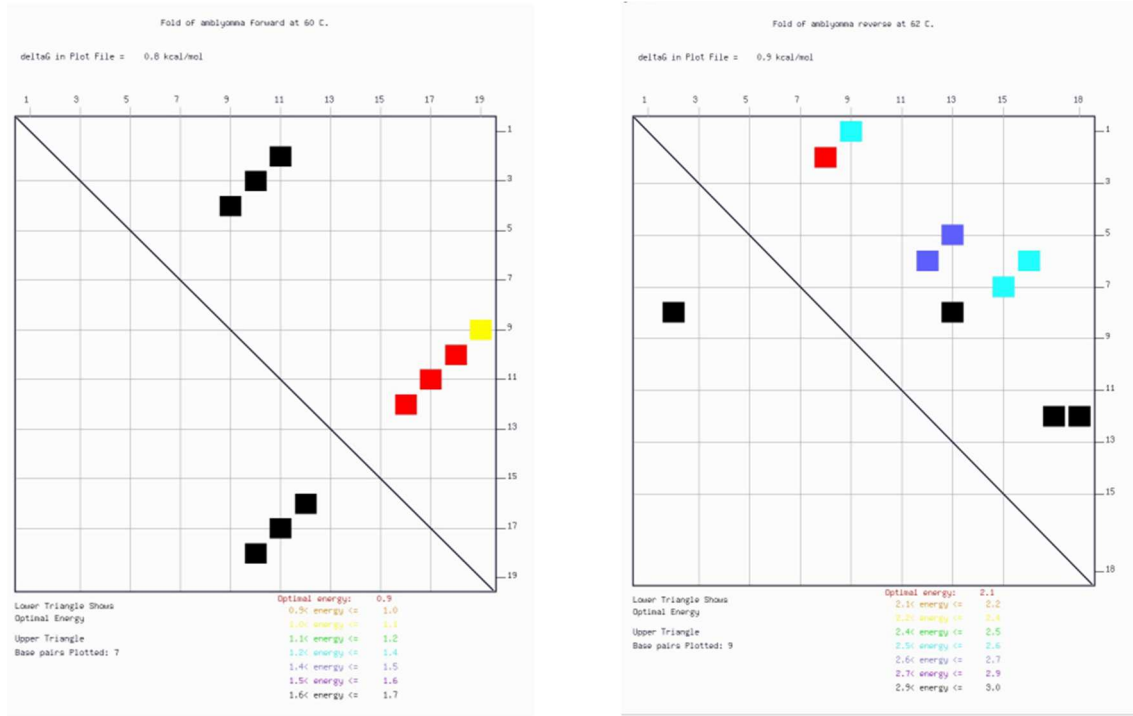 Fold of amblyomma forward at 60 C.
deltaG in Plot File = 0.8 kcal/mol
1 3 5 7 9 11 13 15 17 19
1
3
5
7
9
11
13
15
17
19
Lower Triangle Shows
Optimal Energy
Upper Triangle
Base pairs Plotted: 7
Optimal energy: 0.9
0.9< energy <= 1.0
1.0< energy <= 1.1
1.1< energy <= 1.2
1.2< energy <= 1.4
1.4< energy <= 1.5
1.5< energy <= 1.6
1.6< energy <= 1.7
Fold of amblyomma reverse at 62 C.
deltaG in Plot File = 0.9 kcal/mol
1 3 5 7 9 11 13 15 18
1
3
5
7
9
11
13
15
18
Lower Triangle Shows
Optimal Energy
Upper Triangle
Base pairs Plotted: 9
Optimal energy: 2.1
2.1< energy <= 2.2
2.2< energy <= 2.4
2.4< energy <= 2.5
2.5< energy <= 2.6
2.6< energy <= 2.7
2.7< energy <= 2.9
2.9< energy <= 3.0